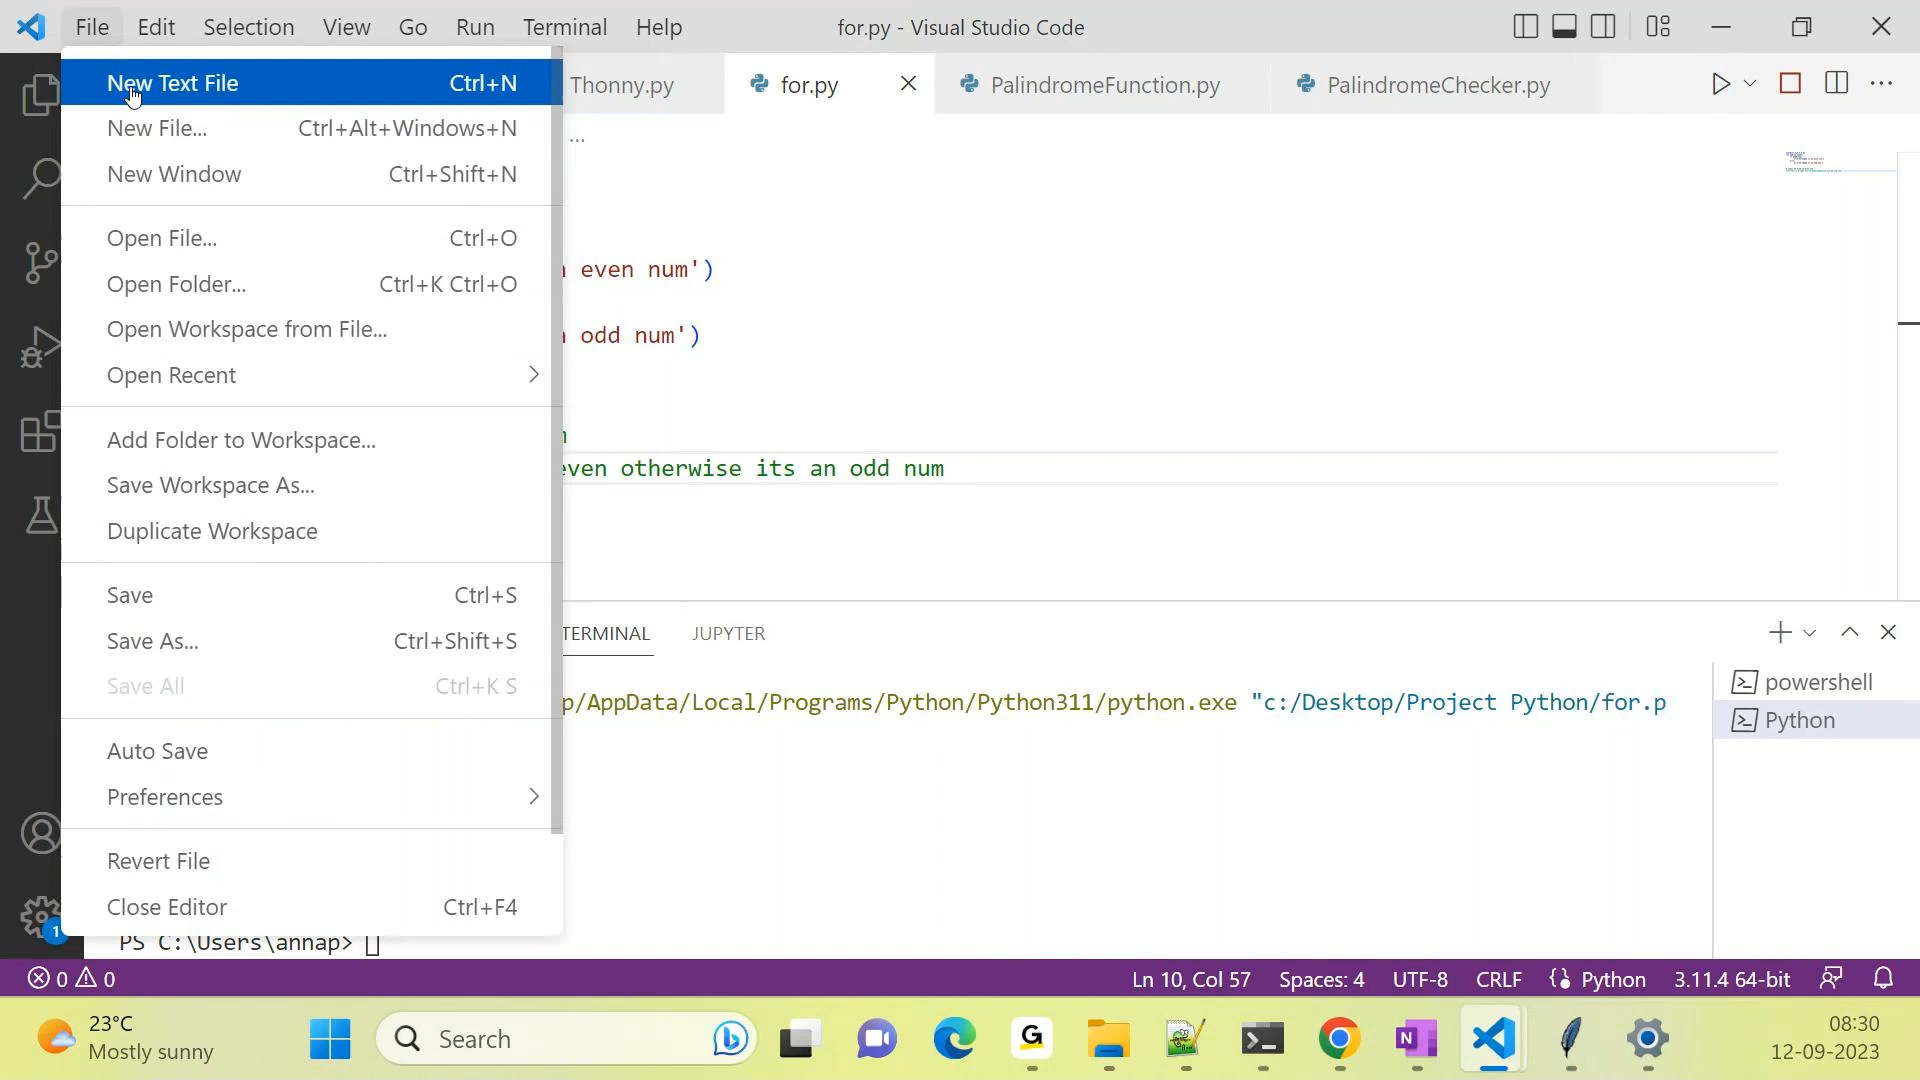 File Edit Selection View Go Run Terminal Help
for.py - Visual Studio Code
New Text File Ctrl+N
New File... Ctrl+Alt+Windows+N
New Window Ctrl+Shift+N
Open File... Ctrl+O
Open Folder... Ctrl+K Ctrl+O
Open Workspace from File...
Open Recent
Add Folder to Workspace...
Save Workspace As...
Duplicate Workspace
Save Ctrl+S
Save As... Ctrl+Shift+S
Save All Ctrl+K S
Auto Save
Preferences
Revert File
Close Editor Ctrl+F4
Thonny.py for.py PalindromeFunction.py PalindromeChecker.py
...
even num')
odd num')
even otherwise its an odd num
TERMINAL JUPYTER
p/AppData/Local/Programs/Python/Python311/python.exe "c:/Desktop/Project Python/for.p
powershell
Python
PS C:\Users\annap>
1
0 0
Ln 10, Col 57 Spaces: 4 UTF-8 CRLF Python 3.11.4 64-bit
23°C
Mostly sunny
Search
G
N
08:30
12-09-2023